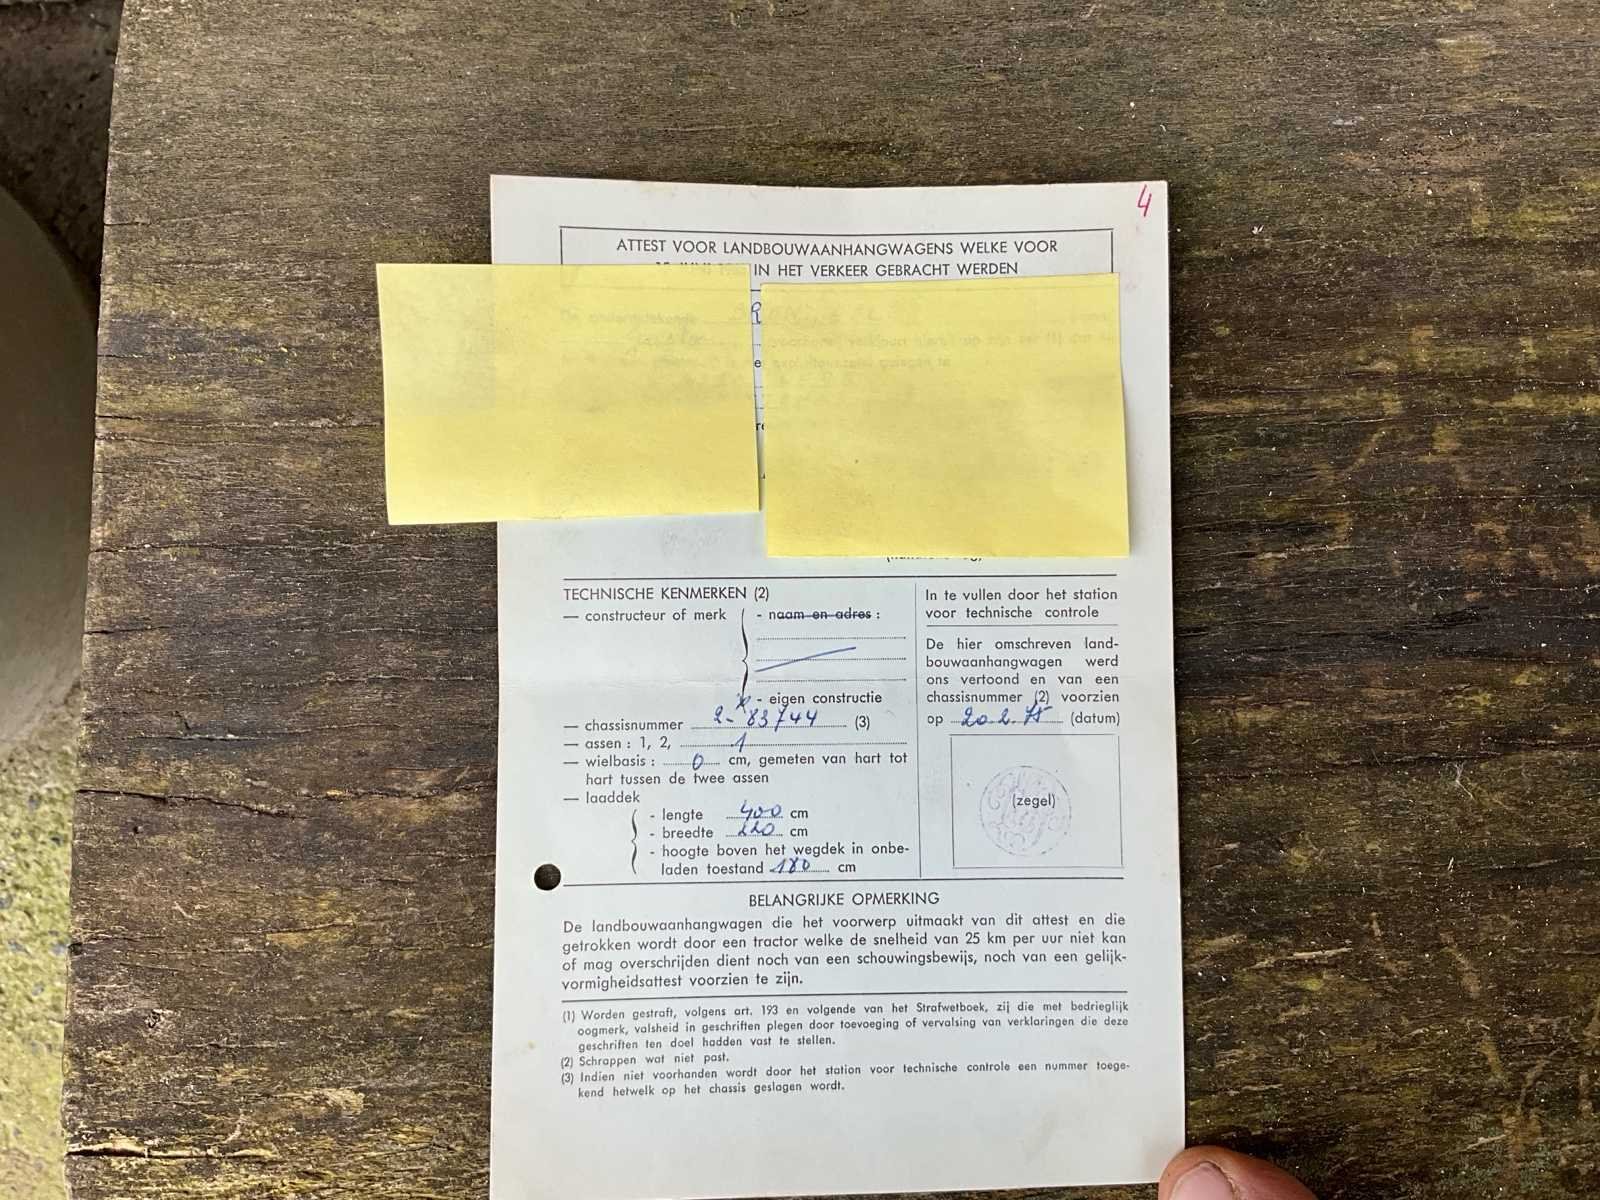 4
ATTEST VOOR LANDBOUWAANHANGWAGENS WELKE VOOR
IN HET VERKEER GEBRACHT WERDEN
TECHNISCHE KENMERKEN (2)
— constructeur of merk
- naam en adres :
- eigen constructie
— chassisnummer 2-83744 (3)
— assen : 1, 2, 1
— wielbasis : 0 cm, gemeten van hart tot
hart tussen de twee assen
— laaddek
- lengte 400 cm
- breedte 220 cm
- hoogte boven het wegdek in onbe-
laden toestand 180 cm
In te vullen door het station
voor technische controle
De hier omschreven land-
bouwaanhangwagen werd
ons vertoond en van een
chassisnummer (2) voorzien
op 20.2.75 (datum)
(zegel)
BELANGRIJKE OPMERKING
De landbouwaanhangwagen die het voorwerp uitmaakt van dit attest en die
getrokken wordt door een tractor welke de snelheid van 25 km per uur niet kan
of mag overschrijden dient noch van een schouwingsbewijs, noch van een gelijk-
vormigheidsattest voorzien te zijn.
(1) Worden gestraft, volgens art. 193 en volgende van het Strafwetboek, zij die met bedrieglijk
oogmerk, valsheid in geschriften plegen door toevoeging of vervalsing van verklaringen die deze
geschriften ten doel hadden vast te stellen.
(2) Schrappen wat niet past.
(3) Indien niet voorhanden wordt door het station voor technische controle een nummer toege-
kend hetwelk op het chassis geslagen wordt.